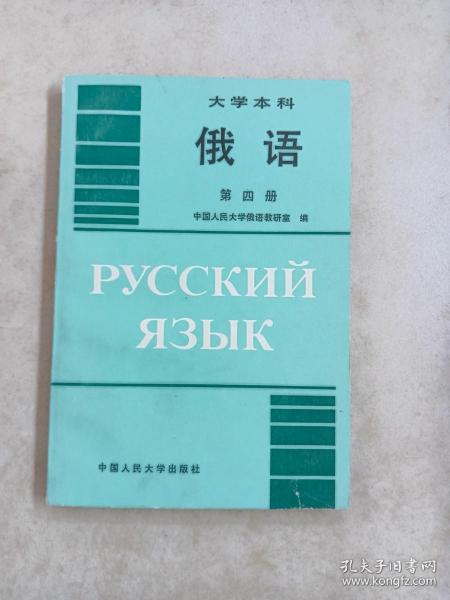 大学本科
俄语
第四册
中国人民大学俄语教研室 编
РУССКИЙ
ЯЗЫК
中国人民大学出版社
孔夫子旧书网
www.kongfz.com